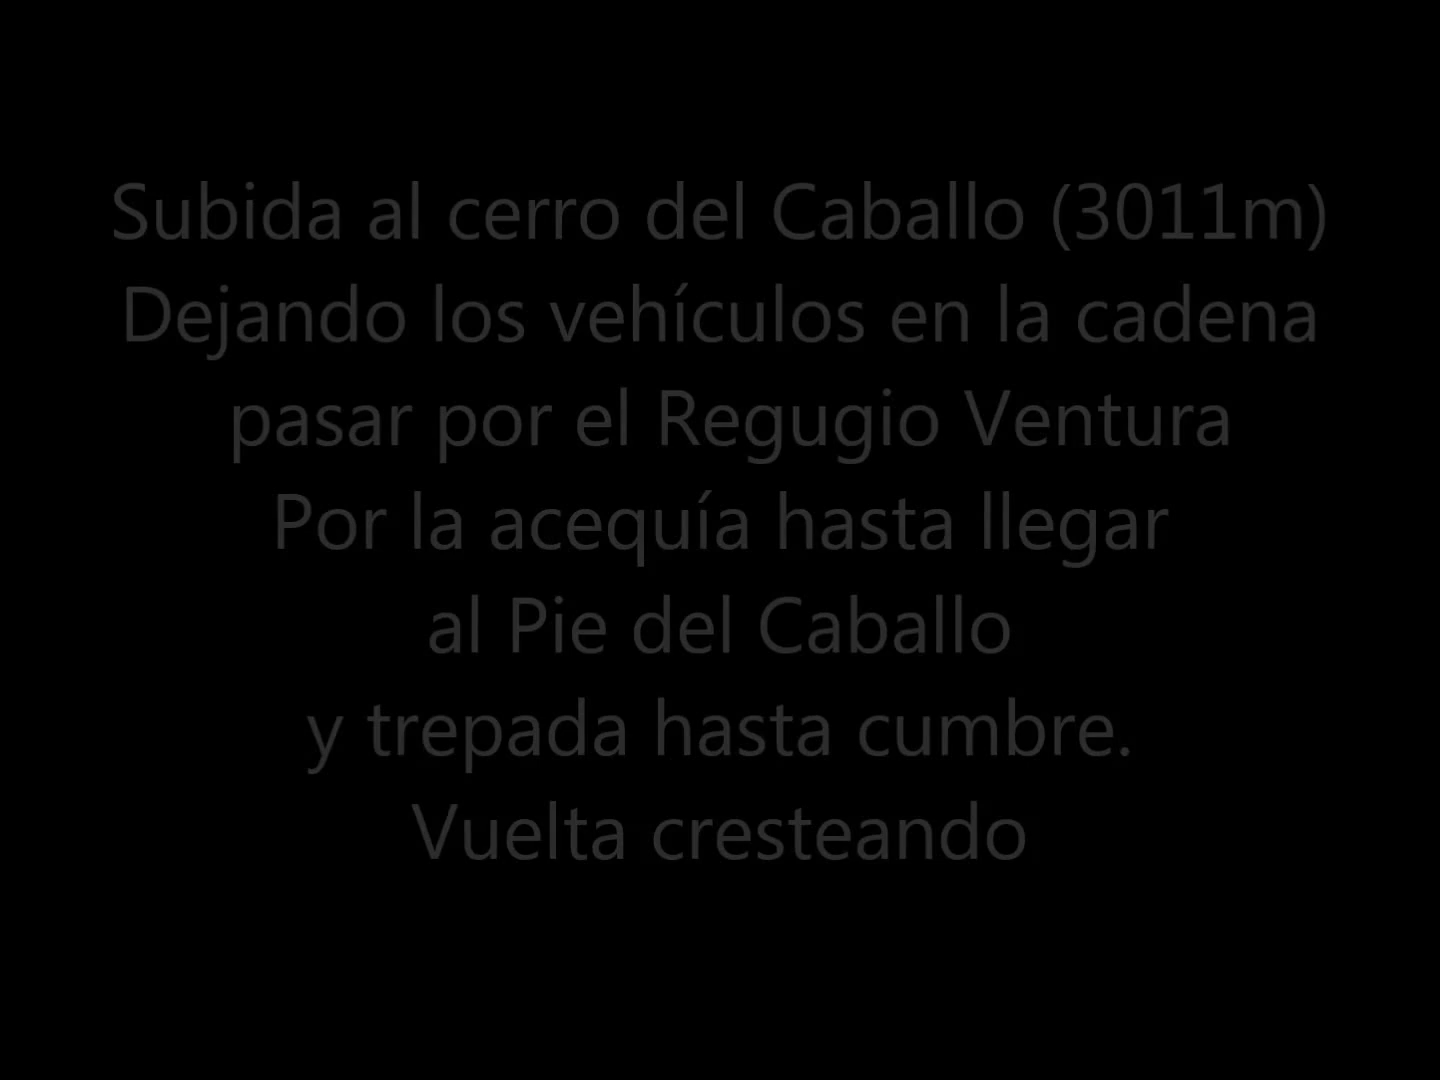 Subida al cerro del Caballo (3011m)
Dejando los vehículos en la cadena
pasar por el Regugio Ventura
Por la acequía hasta llegar
al Pie del Caballo
y trepada hasta cumbre.
Vuelta cresteando